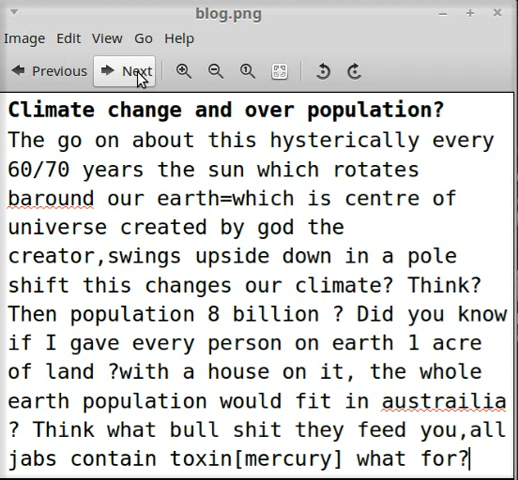 blog.png
Image Edit View Go Help
Previous Next
Climate change and over population?
The go on about this hysterically every
60/70 years the sun which rotates
baround our earth=which is centre of
universe created by god the
creator,swings upside down in a pole
shift this changes our climate? Think?
Then population 8 billion ? Did you know
if I gave every person on earth 1 acre
of land ?with a house on it, the whole
earth population would fit in austrailia
? Think what bull shit they feed you,all
jabs contain toxin[mercury] what for?